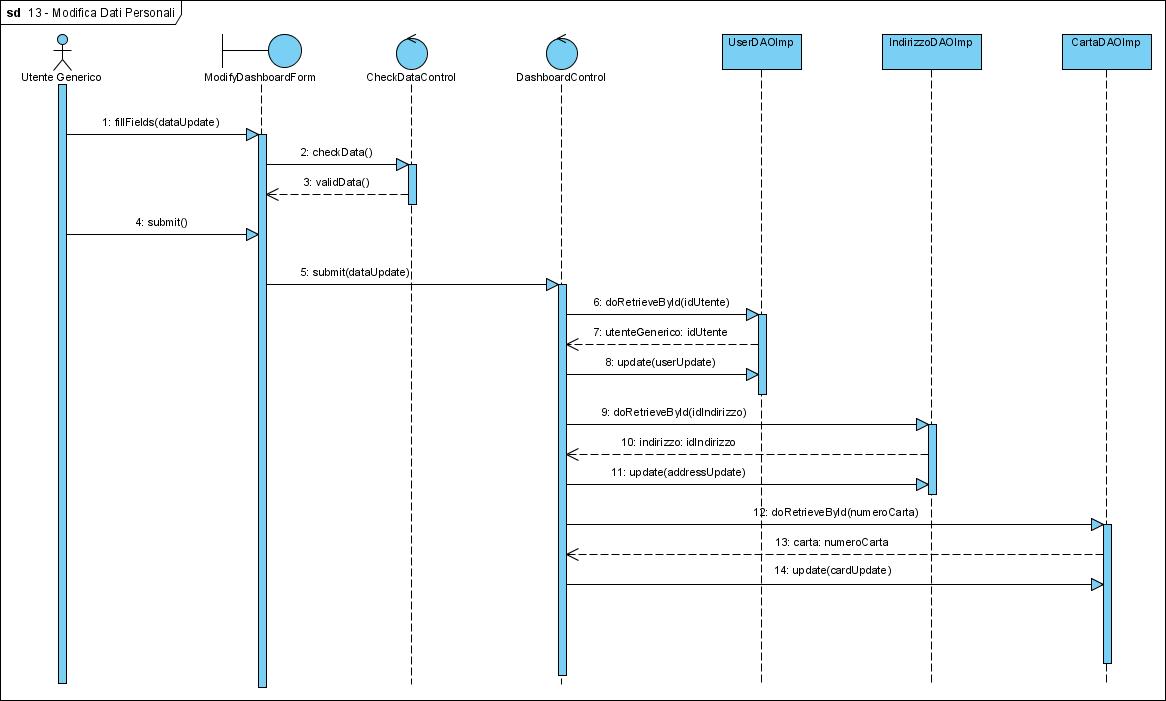 sd 13 - Modifica Dati Personali
Utente Generico
ModifyDashboardForm
CheckDataControl
DashboardControl
UserDAOImp
IndirizzoDAOImp
CartaDAOImp
1: fillFields(dataUpdate)
2: checkData()
3: validData()
4: submit()
5: submit(dataUpdate)
6: doRetrieveById(idUtente)
7: utenteGenerico: idUtente
8: update(userUpdate)
9: doRetrieveById(idIndirizzo)
10: indirizzo: idIndirizzo
11: update(addressUpdate)
12: doRetrieveById(numeroCarta)
13: carta: numeroCarta
14: update(cardUpdate)